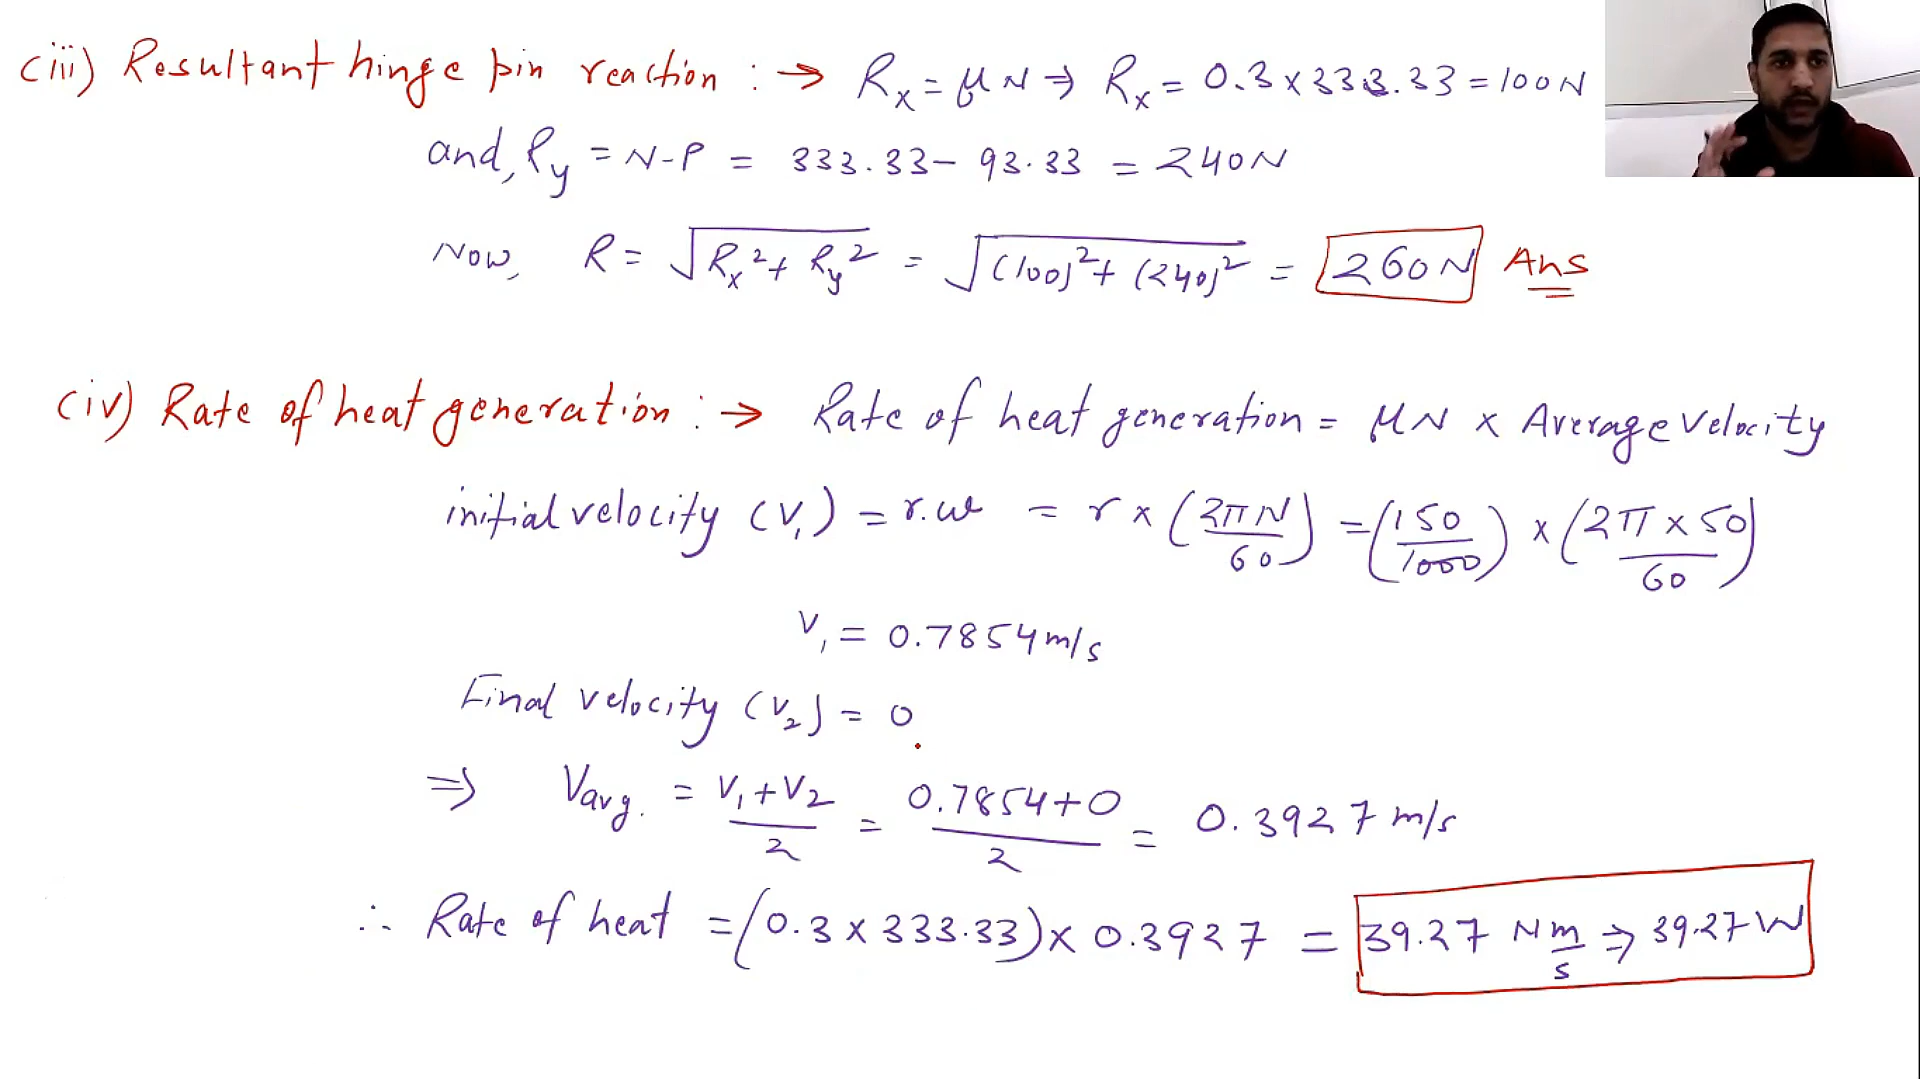 (iii) Resultant hinge pin reaction :→ Rx = μN ⇒ Rx = 0.3 × 333.33 = 100N
and, Ry = N-P = 333.33 - 93.33 = 240N
Now, R = √(Rx² + Ry²) = √((100)² + (240)²) = 260N Ans
(iv) Rate of heat generation :→ Rate of heat generation = μN × Average velocity
initial velocity (V₁) = r.ω = r × (2πN/60) = (150/1000) × (2π × 50/60)
V₁ = 0.7854 m/s
Final velocity (V₂) = 0
⇒ Vavg. = V₁+V₂/2 = 0.7854+0/2 = 0.3927 m/s
∴ Rate of heat = (0.3 × 333.33) × 0.3927 = 39.27 N m/s ⇒ 39.27 W